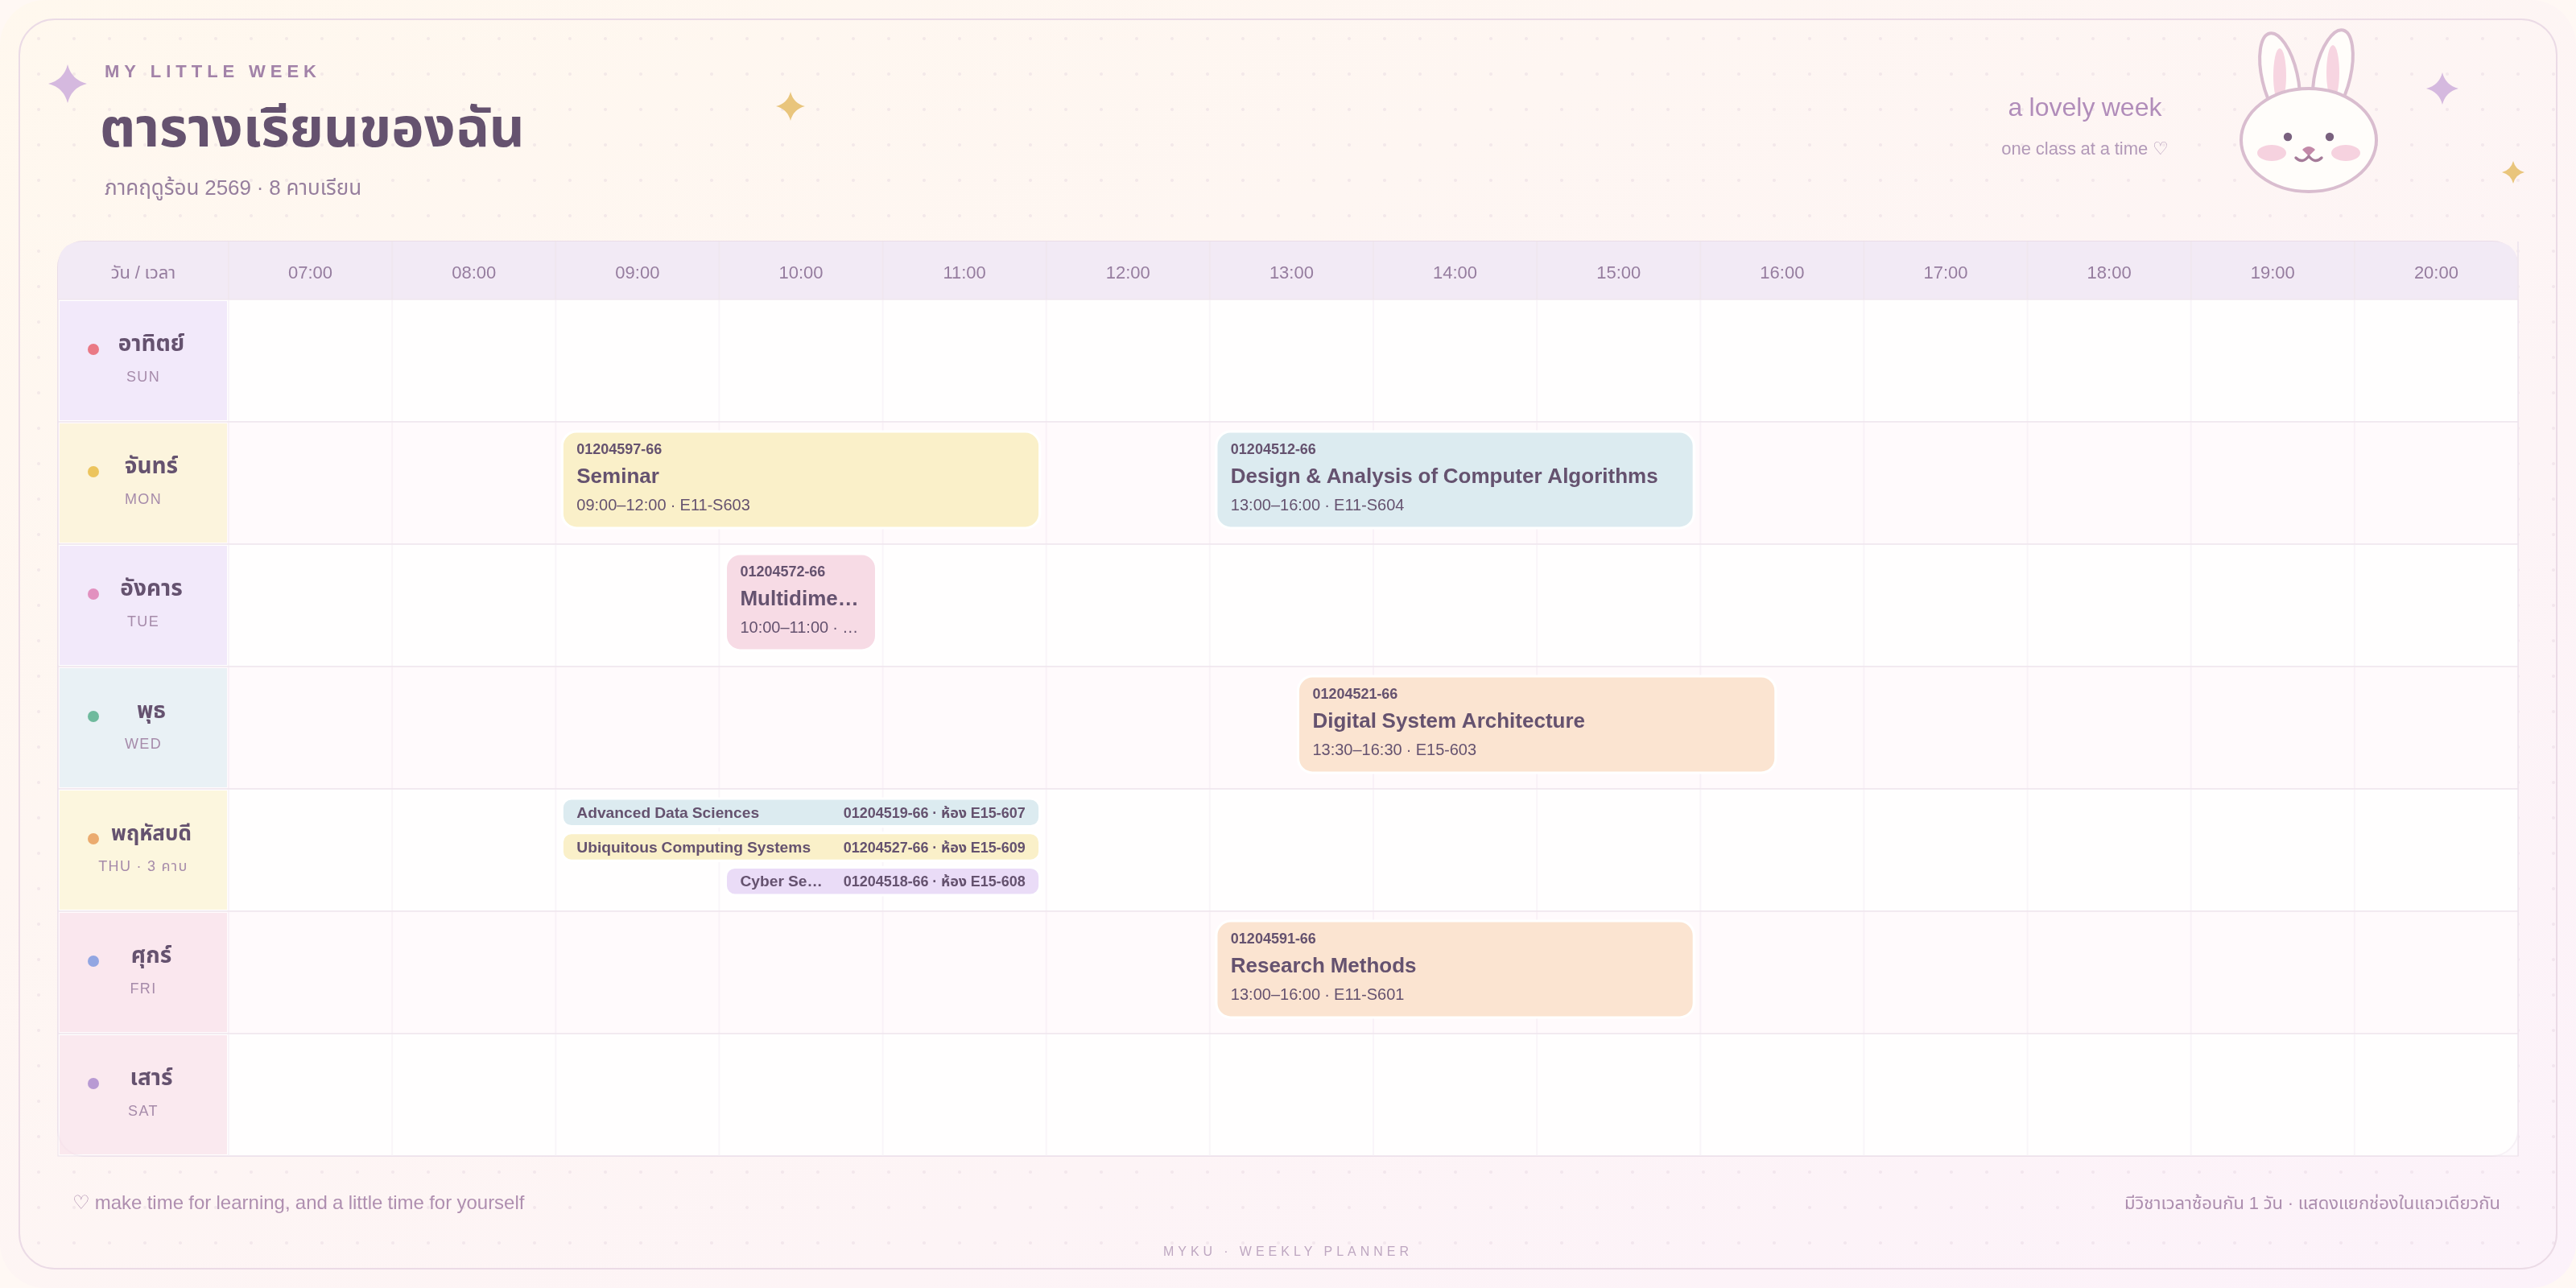 MY LITTLE WEEK
ตารางเรียนของฉัน
ภาคฤดูร้อน 2569 · 8 คาบเรียน
a lovely week
one class at a time ♡
วัน / เวลา 07:00 08:00 09:00 10:00 11:00 12:00 13:00 14:00 15:00 16:00 17:00 18:00 19:00 20:00
อาทิตย์
SUN
จันทร์
MON
01204597-66
Seminar
09:00–12:00 · E11-S603
01204512-66
Design & Analysis of Computer Algorithms
13:00–16:00 · E11-S604
อังคาร
TUE
01204572-66
Multidime…
10:00–11:00 · …
พุธ
WED
01204521-66
Digital System Architecture
13:30–16:30 · E15-603
พฤหัสบดี
THU · 3 คาบ
Advanced Data Sciences 01204519-66 · ห้อง E15-607
Ubiquitous Computing Systems 01204527-66 · ห้อง E15-609
Cyber Se… 01204518-66 · ห้อง E15-608
ศุกร์
FRI
01204591-66
Research Methods
13:00–16:00 · E11-S601
เสาร์
SAT
♡ make time for learning, and a little time for yourself
มีวิชาเวลาซ้อนกัน 1 วัน · แสดงแยกช่องในแถวเดียวกัน
MYKU · WEEKLY PLANNER